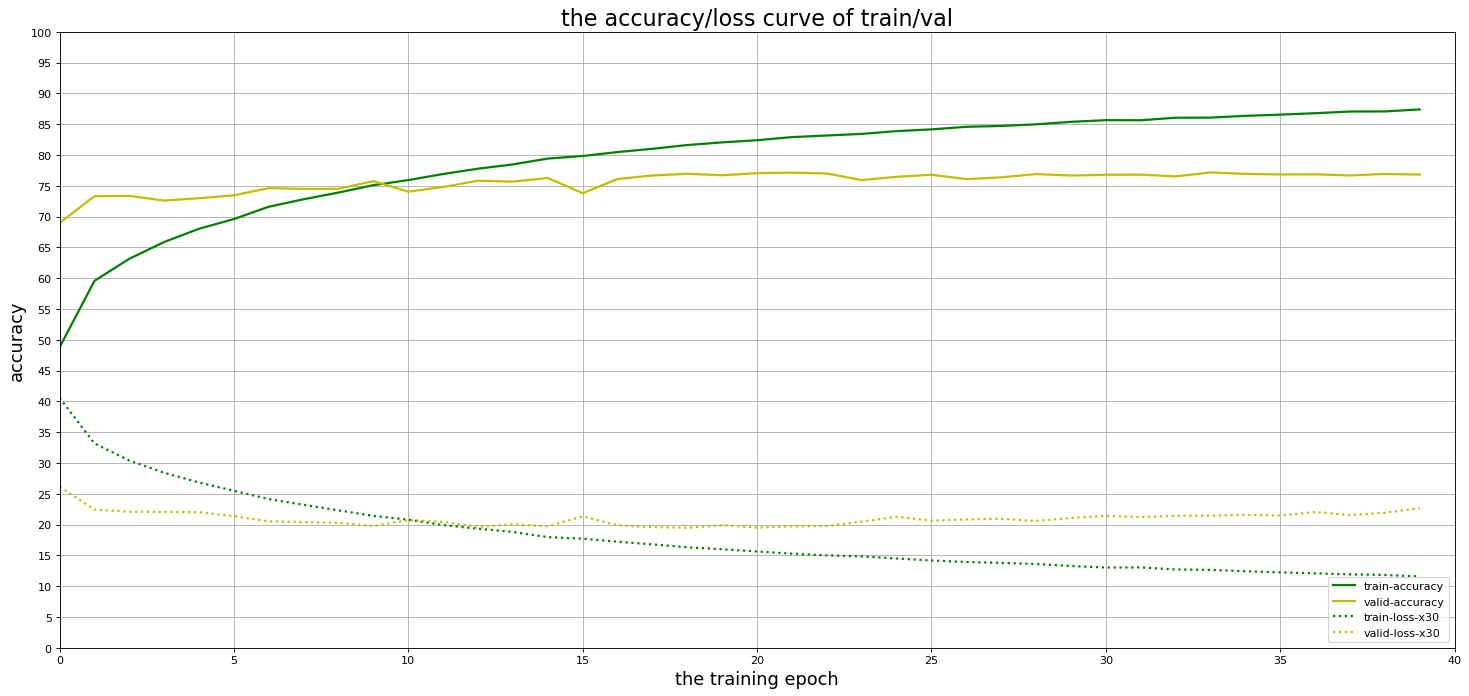 the accuracy/loss curve of train/val
100
95
90
85
80
75
70
65
60
55
50
45
40
35
30
25
20
15
10
5
0
accuracy
0 5 10 15 20 25 30 35 40
the training epoch
train-accuracy
valid-accuracy
train-loss-x30
valid-loss-x30